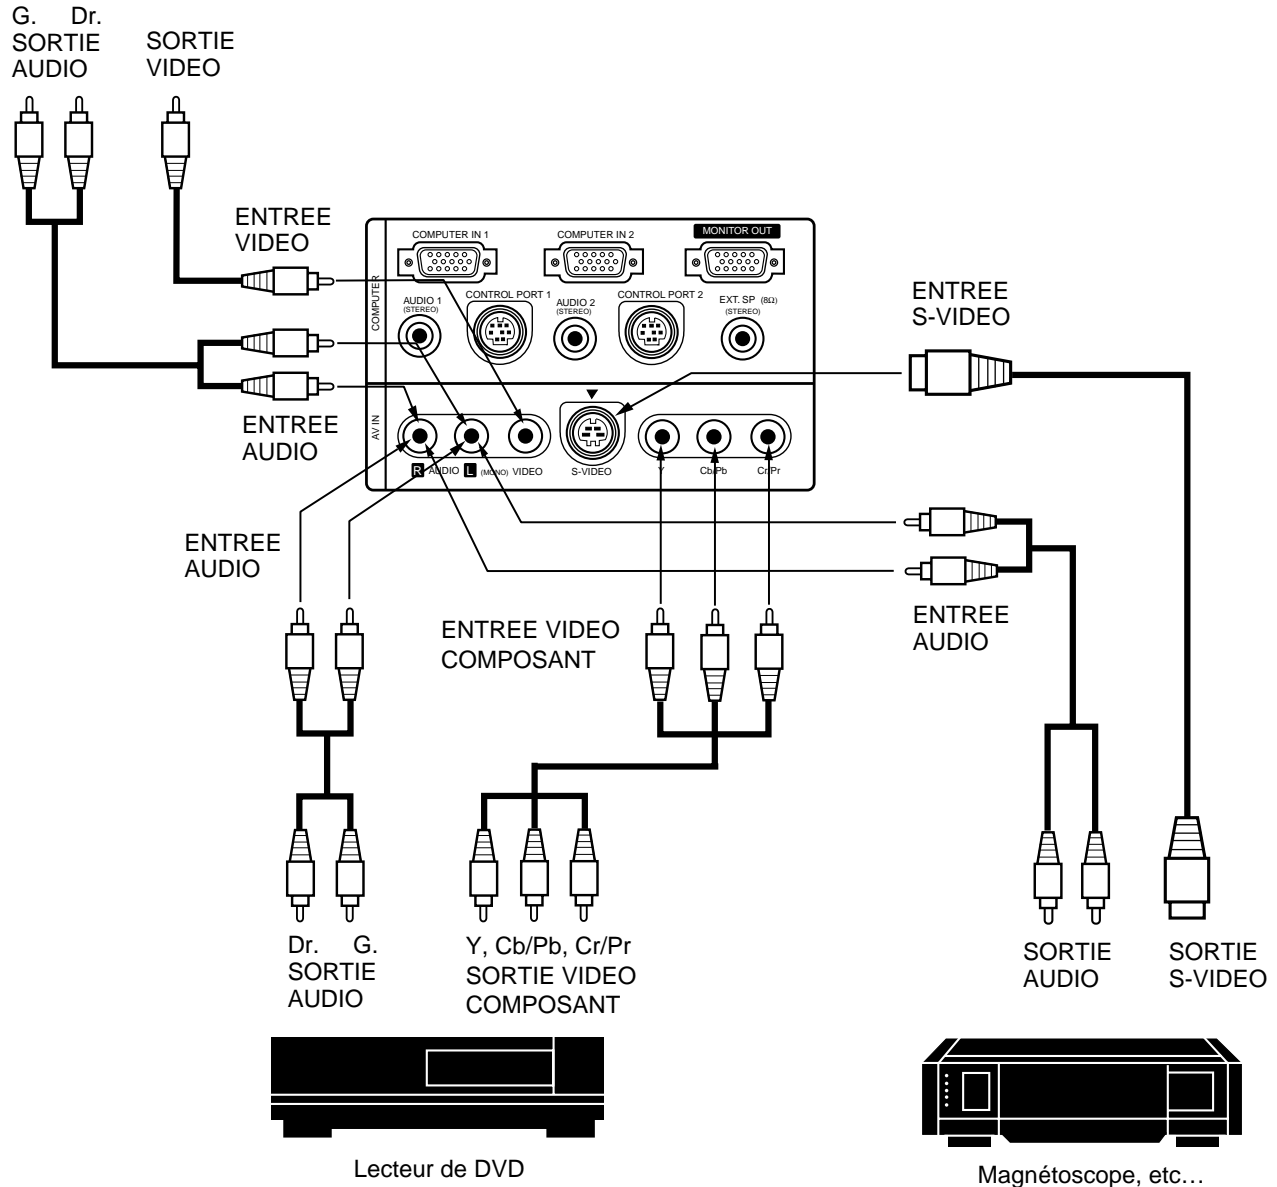 G. Dr.
SORTIE
AUDIO
SORTIE
VIDEO
ENTREE
VIDEO
COMPUTER IN 1
COMPUTER IN 2
MONITOR OUT
COMPUTER
AUDIO 1
(STEREO)
CONTROL PORT 1
AUDIO 2
(STEREO)
CONTROL PORT 2
EXT. SP (8Ω)
(STEREO)
ENTREE
S-VIDEO
ENTREE
AUDIO
AV IN
R AUDIO L (MONO) VIDEO
S-VIDEO
Y
Cb/Pb
Cr/Pr
ENTREE
AUDIO
ENTREE VIDEO
COMPOSANT
ENTREE
AUDIO
Dr. G.
SORTIE
AUDIO
Y, Cb/Pb, Cr/Pr
SORTIE VIDEO
COMPOSANT
SORTIE
AUDIO
SORTIE
S-VIDEO
Lecteur de DVD
Magnétoscope, etc…